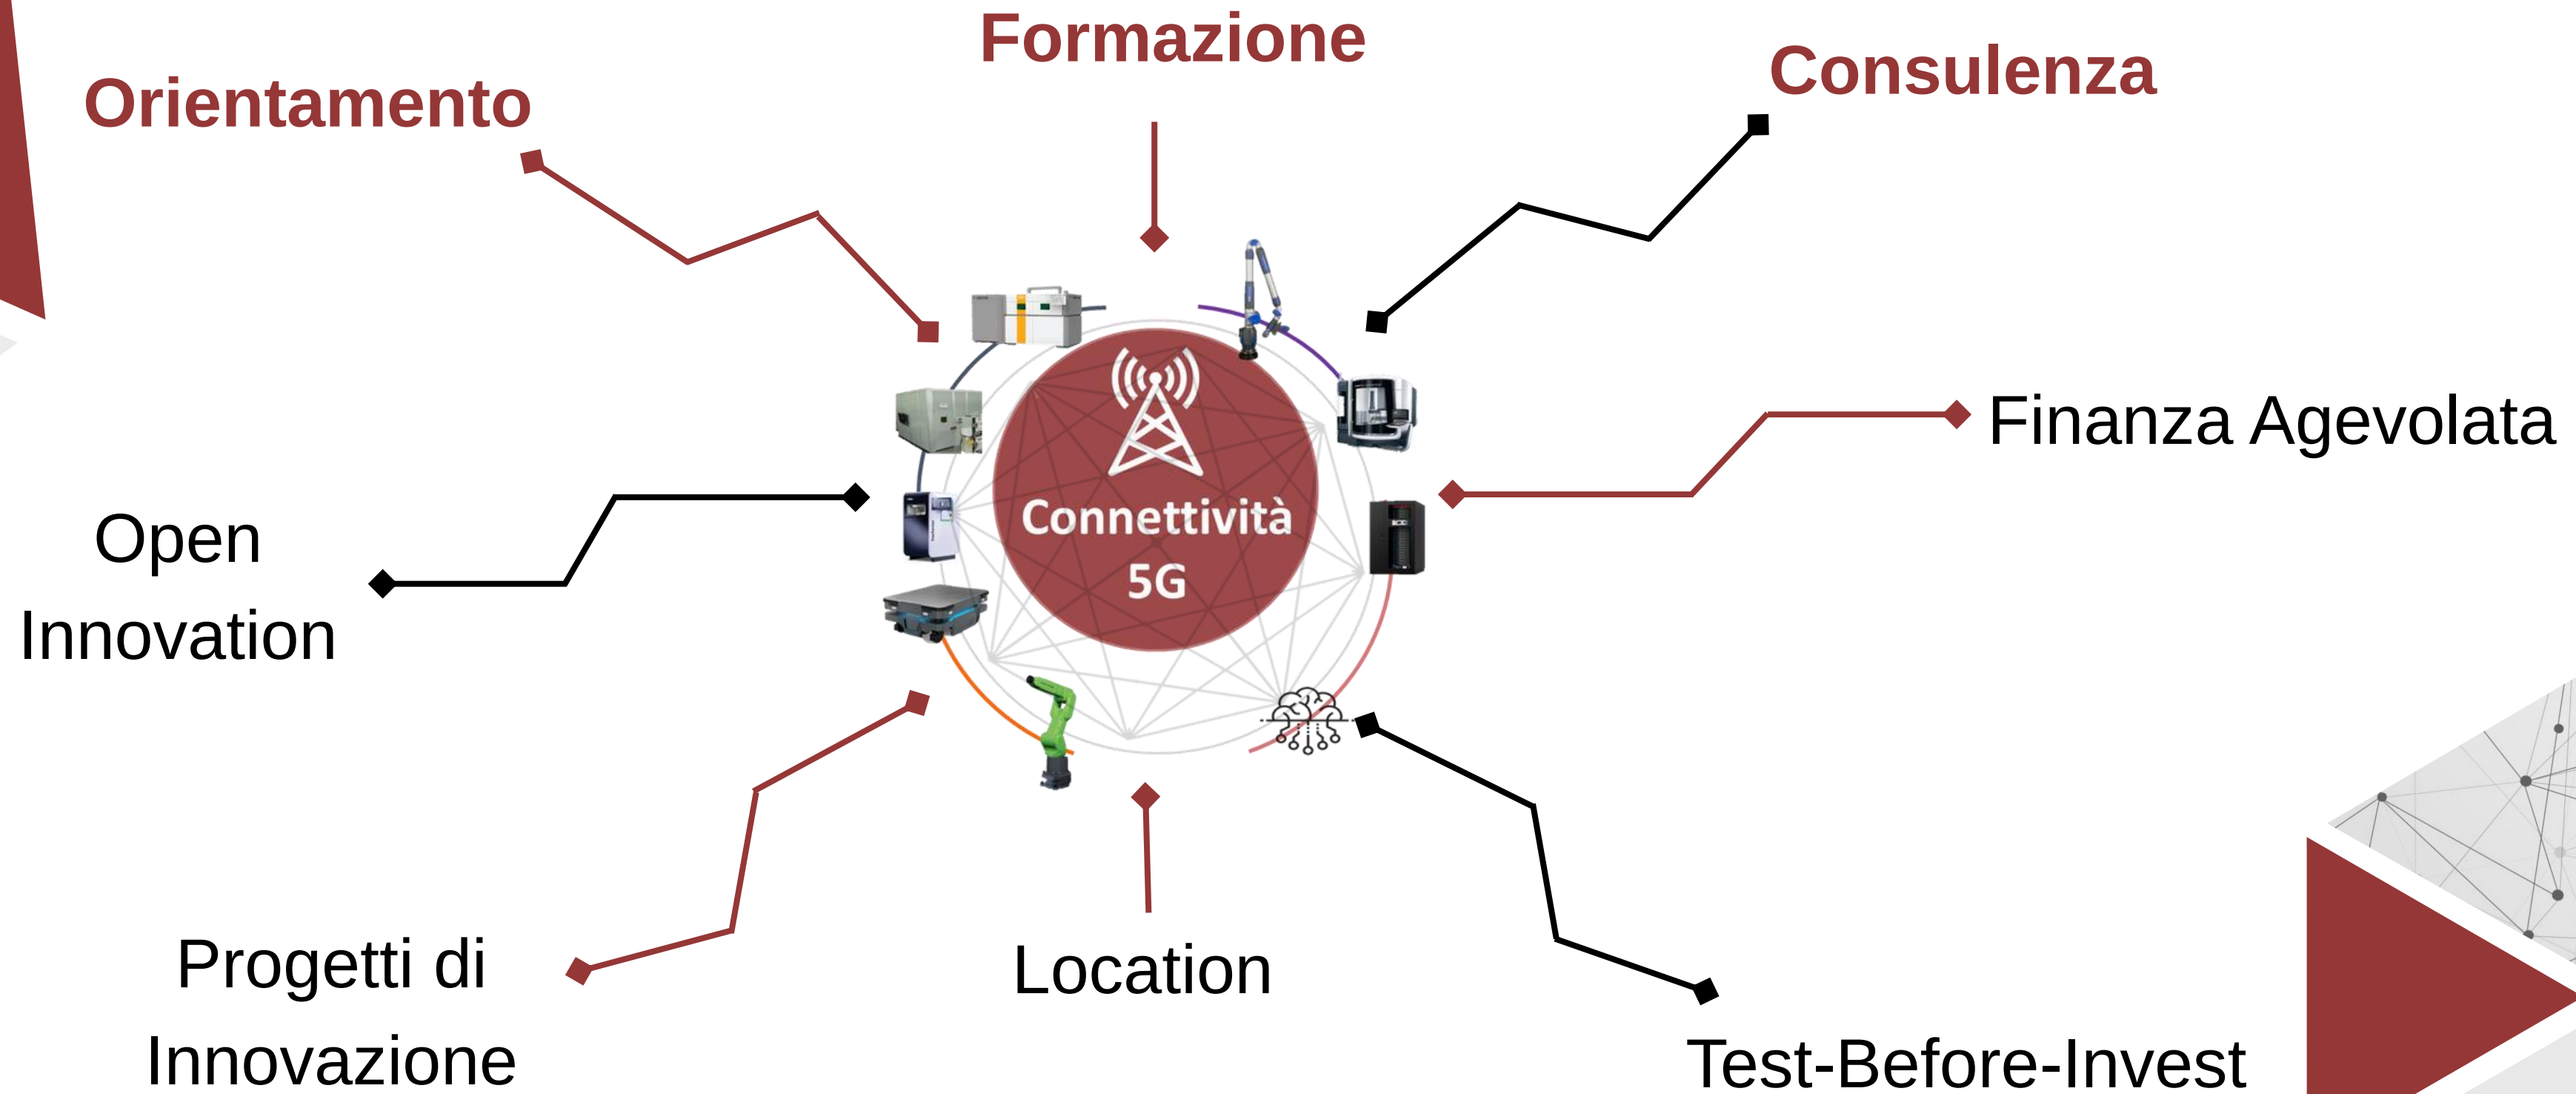 Formazione
Consulenza
Orientamento
Finanza Agevolata
Connettività
5G
Open
Innovation
Progetti di
Innovazione
Location
Test-Before-Invest